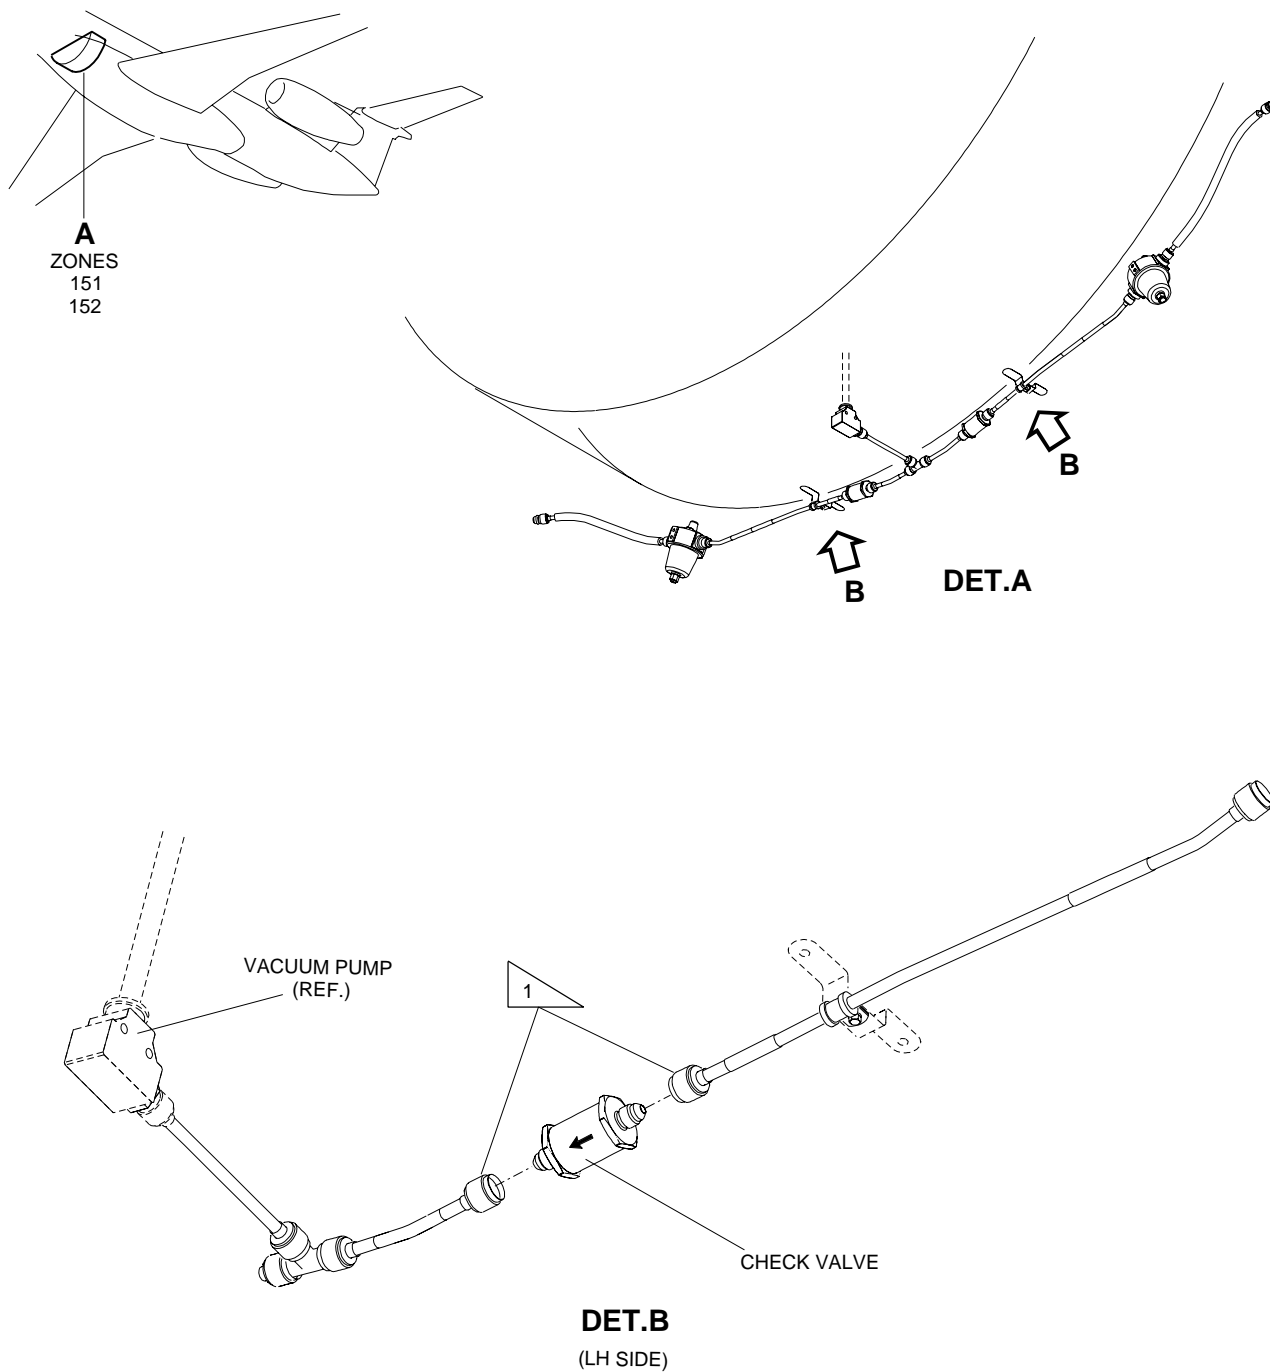 A
ZONES
151
152
B
B
DET.A
VACUUM PUMP
(REF.)
1
CHECK VALVE
DET.B
(LH SIDE)